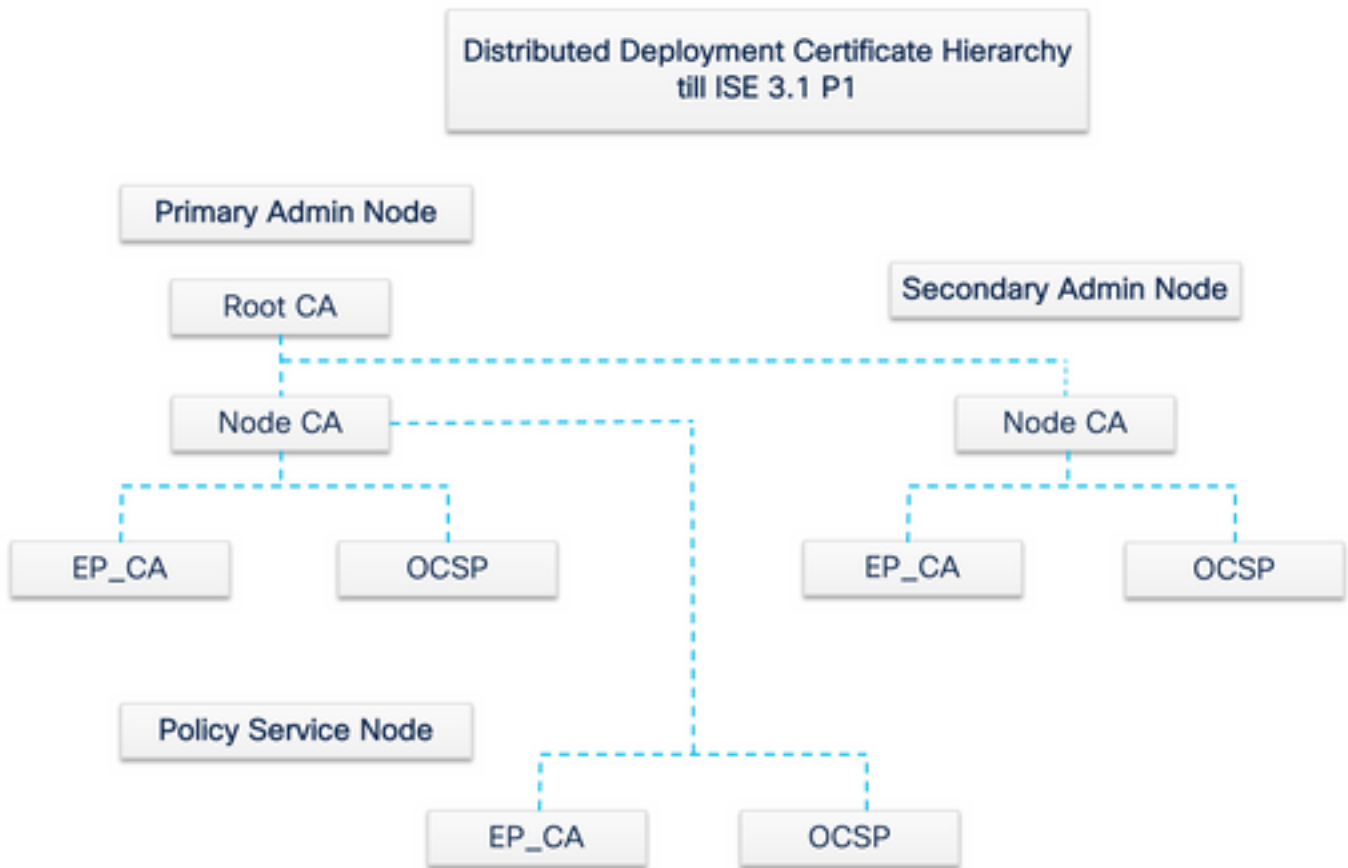 Distributed Deployment Certificate Hierarchy
till ISE 3.1 P1
Primary Admin Node
Secondary Admin Node
Root CA
Node CA
Node CA
EP_CA
OCSP
EP_CA
OCSP
Policy Service Node
EP_CA
OCSP